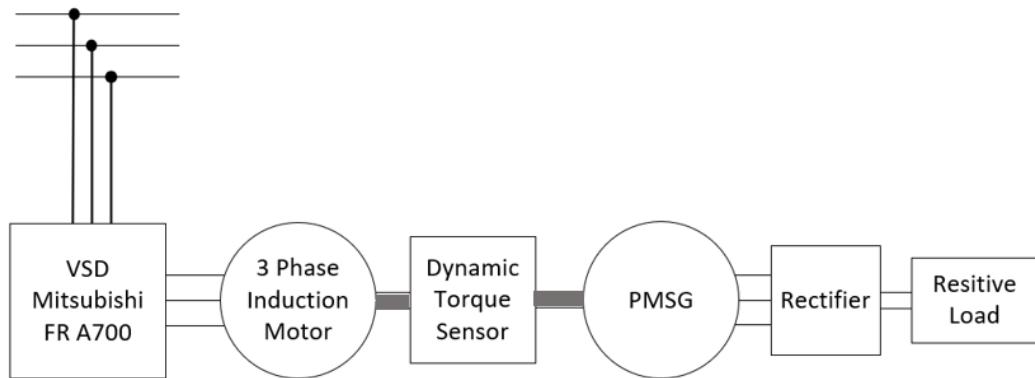 VSD
Mitsubishi
FR A700
3 Phase
Induction
Motor
Dynamic
Torque
Sensor
PMSG
Rectifier
Resitive
Load